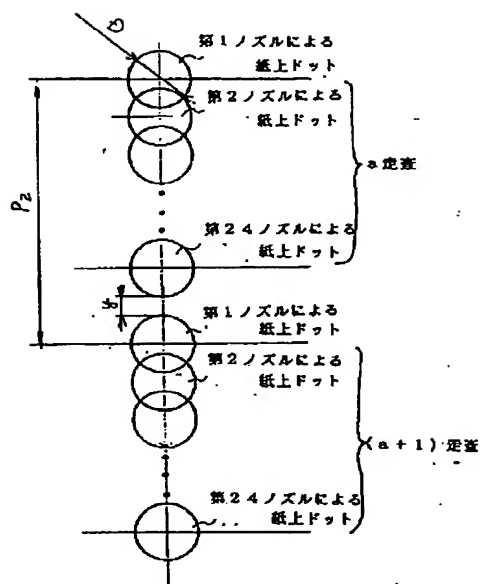 D
第1ノズルによる
紙上ドット
第2ノズルによる
紙上ドット
a走査
P2
第24ノズルによる
紙上ドット
y
第1ノズルによる
紙上ドット
第2ノズルによる
紙上ドット
(a+1)走査
第24ノズルによる
紙上ドット